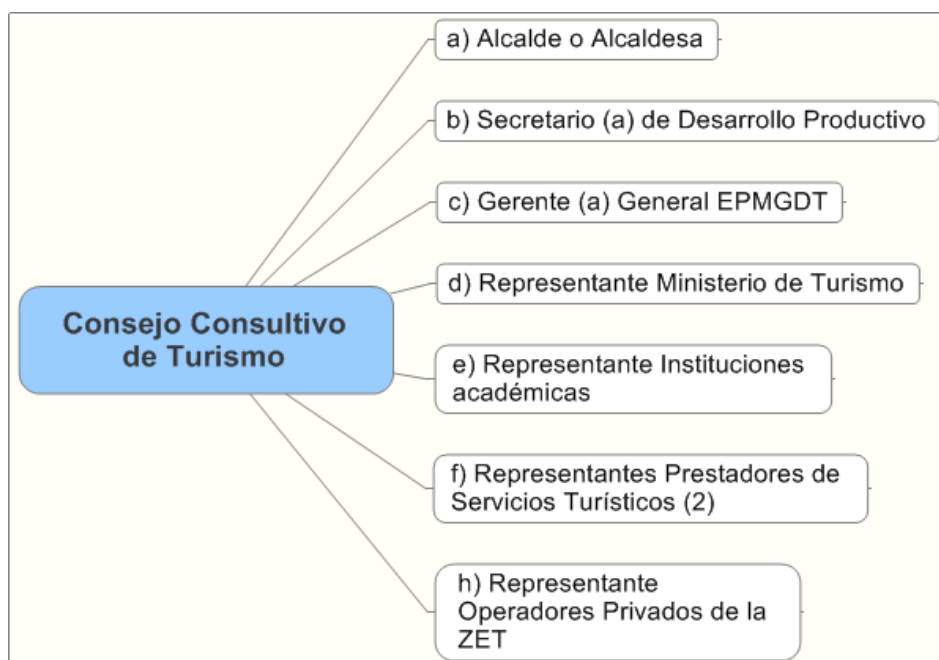 a) Alcalde o Alcaldesa
b) Secretario (a) de Desarrollo Productivo
c) Gerente (a) General EPMGDT
d) Representante Ministerio de Turismo
Consejo Consultivo
de Turismo
e) Representante Instituciones
académicas
f) Representantes Prestadores de
Servicios Turísticos (2)
h) Representante
Operadores Privados de la
ZET